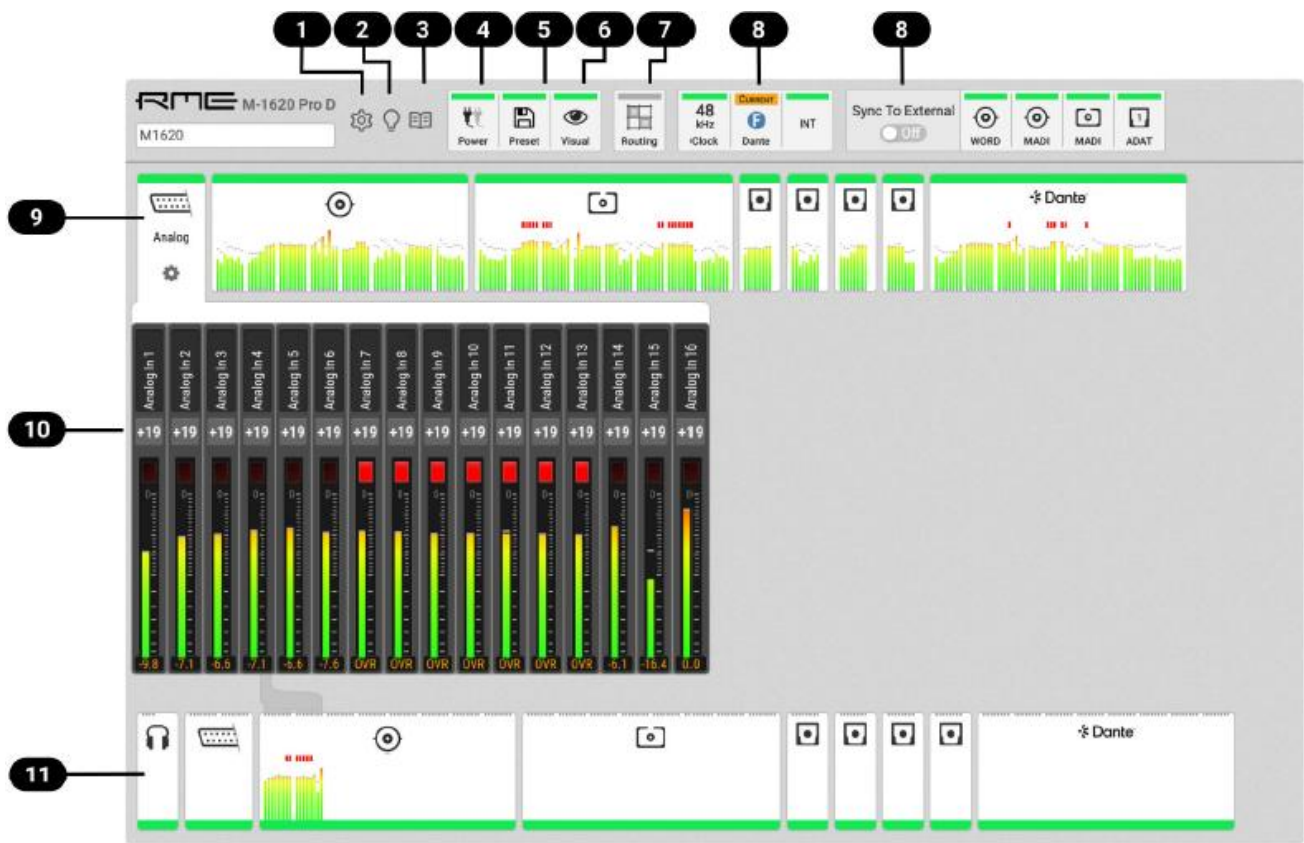 1 2 3 4 5 6 7 8 8
RME M-1620 Pro D
M1620
Power
Preset
Visual
Routing
48
kHz
Clock
CURRENT
F
Dante
INT
Sync To External
Off
WORD
MADI
MADI
1
ADAT
9
Analog
Dante
Analog In 1
Analog In 2
Analog In 3
Analog In 4
Analog In 5
Analog In 6
Analog In 7
Analog In 8
Analog In 9
Analog In 10
Analog In 11
Analog In 12
Analog In 13
Analog In 14
Analog In 15
Analog In 16
10
+19 +19 +19 +19 +19 +19 +19 +19 +19 +19 +19 +19 +19 +19 +19 +19
-9.8 -7.1 -6.6 -7.1 -6.6 -7.6 OVR OVR OVR OVR OVR OVR OVR -6.1 -16.4 0.0
Dante
11